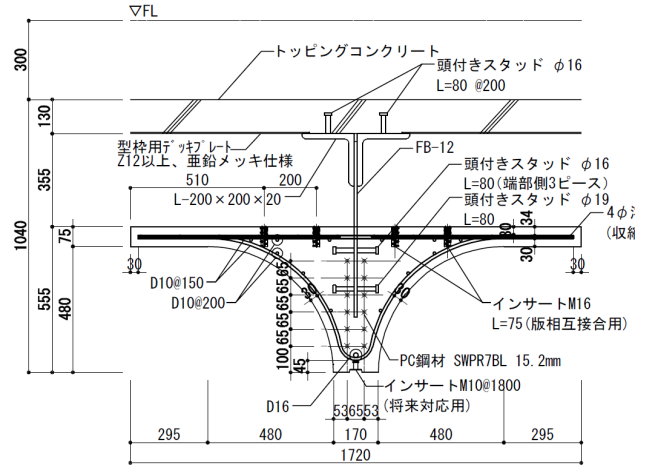 ▽FL
トッピングコンクリート
頭付きスタッド φ16
L=80 @200
型枠用ﾃﾞｯｷﾌﾟﾚｰﾄ
Z12以上、亜鉛メッキ仕様
FB-12
頭付きスタッド φ16
L=80(端部側3ピース)
頭付きスタッド φ19
L=80
510
200
L-200×200×20
300
130
355
1040
555
75
480
30
34
30
30
4φ
(収
D10@150
D10@200
65
65
65
65
65
65
100
45
インサートM16
L=75(版相互接合用)
PC鋼材 SWPR7BL 15.2mm
インサートM10@1800
(将来対応用)
D16
53
65
53
295
480
170
480
295
1720